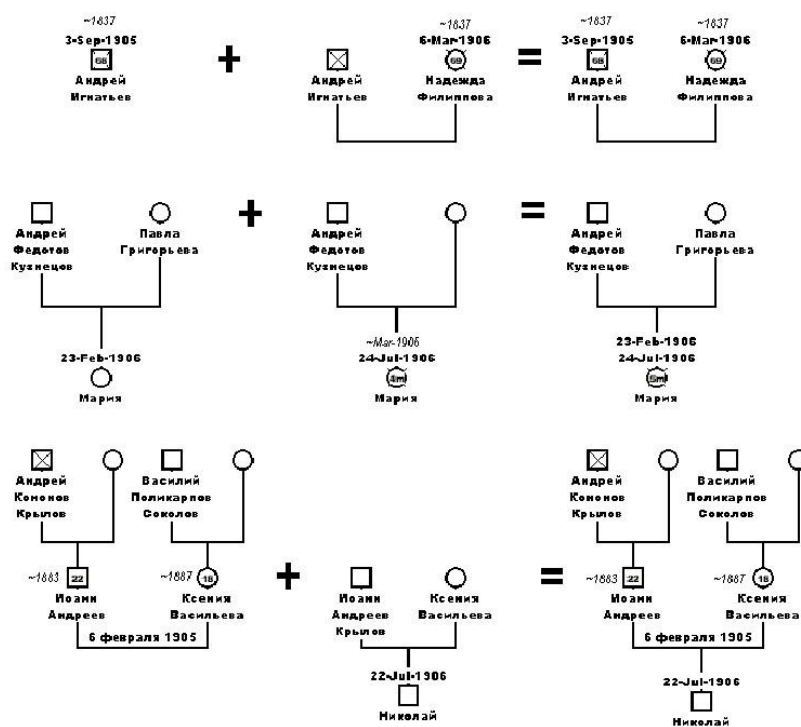 ~1837
3-Sep-1905
68
Андрей
Игнатьев
+
~1837
6-Mar-1906
69
Андрей
Игнатьев
Надежда
Филиппова
=
~1837
3-Sep-1905
68
Андрей
Игнатьев
~1837
6-Mar-1906
69
Надежда
Филиппова
Андрей
Федотов
Кузнецов
Павла
Григорьева
23-Feb-1906
Мария
+
Андрей
Федотов
Кузнецов
~Mar-1906
24-Jul-1906
4m
Мария
=
Андрей
Федотов
Кузнецов
Павла
Григорьева
23-Feb-1906
24-Jul-1906
5m
Мария
Андрей
Кононов
Крылов
Василий
Поликарпов
Соколов
~1883
22
Иоанн
Андреев
~1887
18
Ксения
Васильева
6 февраля 1905
+
Иоанн
Андреев
Крылов
Ксения
Васильева
22-Jul-1906
Николай
=
Андрей
Кононов
Крылов
Василий
Поликарпов
Соколов
~1883
22
Иоанн
Андреев
~1887
18
Ксения
Васильева
6 февраля 1905
22-Jul-1906
Николай